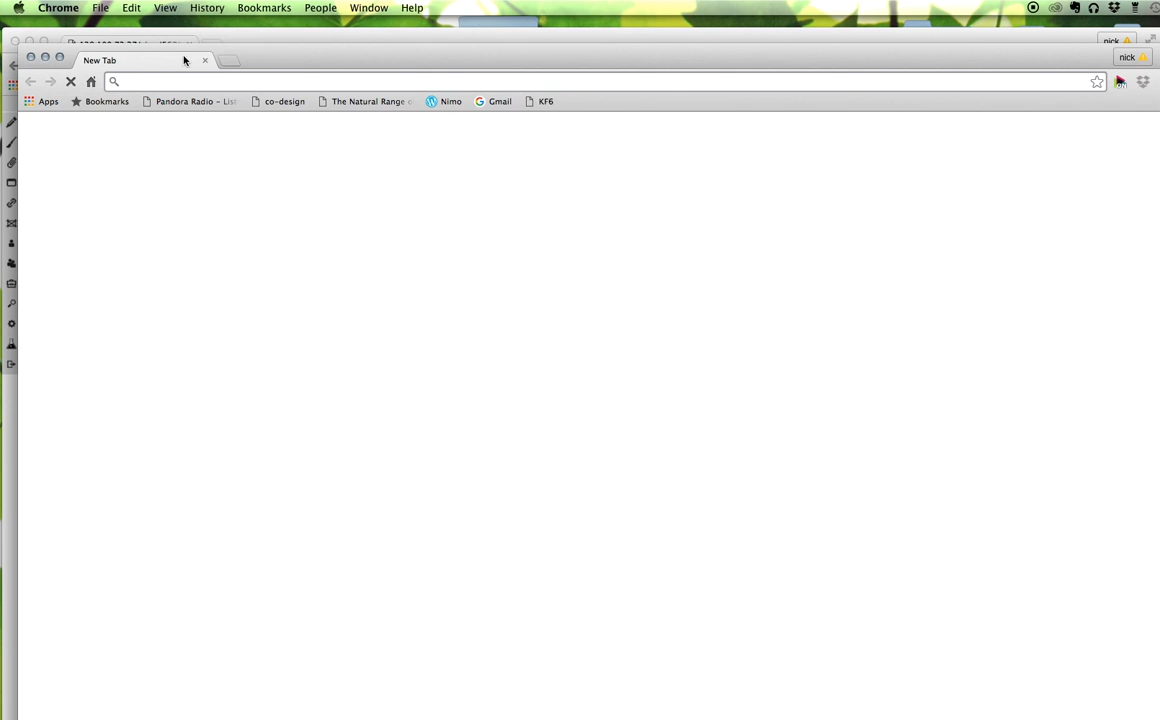 Chrome File Edit View History Bookmarks People Window Help
nick
New Tab
nick
Apps Bookmarks Pandora Radio – Lis co-design The Natural Range Nimo Gmail KF6